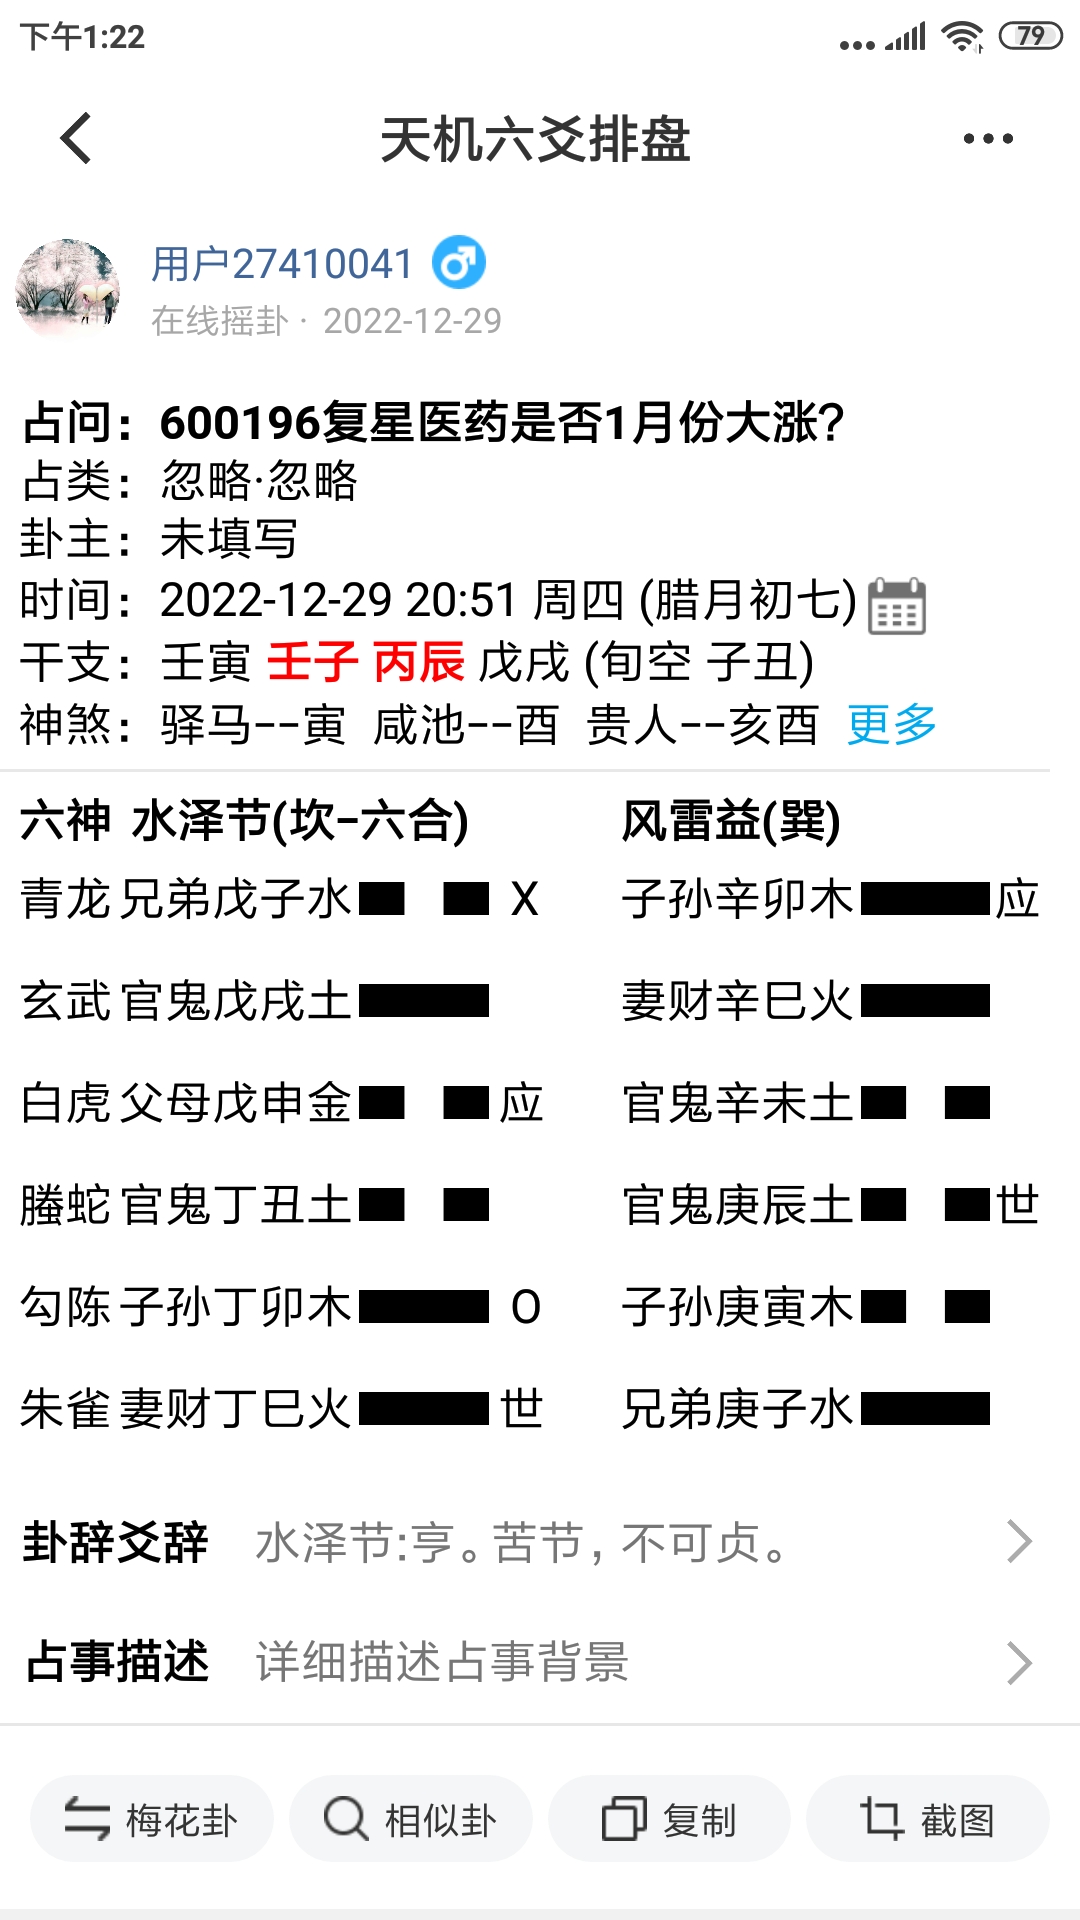 下午1:22
79
天机六爻排盘
用户27410041
在线摇卦 · 2022-12-29
占问：600196复星医药是否1月份大涨?
占类：忽略·忽略
卦主：未填写
时间：2022-12-29 20:51 周四 (腊月初七)
干支：壬寅 壬子 丙辰 戊戌 (旬空 子丑)
神煞：驿马--寅 咸池--酉 贵人--亥酉 更多
六神 水泽节(坎-六合) 风雷益(巽)
青龙 兄弟戊子水 X 子孙辛卯木 应
玄武 官鬼戊戌土 妻财辛巳火
白虎 父母戊申金 应 官鬼辛未土
螣蛇 官鬼丁丑土 官鬼庚辰土 世
勾陈 子孙丁卯木 O 子孙庚寅木
朱雀 妻财丁巳火 世 兄弟庚子水
卦辞爻辞 水泽节:亨。苦节，不可贞。
占事描述 详细描述占事背景
梅花卦 相似卦 复制 截图